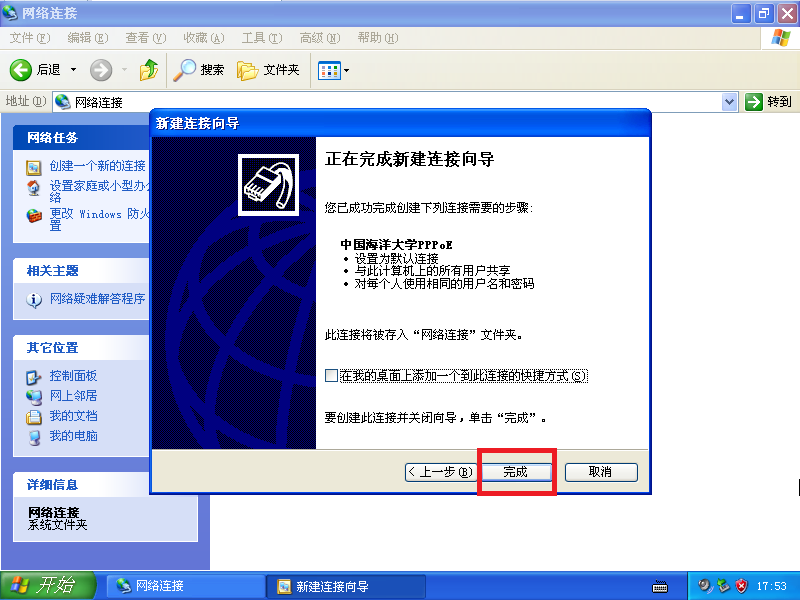 网络连接
文件(F) 编辑(E) 查看(V) 收藏(A) 工具(T) 高级(N) 帮助(H)
后退 搜索 文件夹
地址(D) 网络连接 转到
网络任务
创建一个新的连接
设置家庭或小型办公
络
更改 Windows 防火
置
相关主题
网络疑难解答程序
其它位置
控制面板
网上邻居
我的文档
我的电脑
详细信息
网络连接
系统文件夹
新建连接向导
正在完成新建连接向导
您已成功完成创建下列连接需要的步骤:
中国海洋大学PPPoE
• 设置为默认连接
• 与此计算机上的所有用户共享
• 对每个人使用相同的用户名和密码
此连接将被存入“网络连接”文件夹。
在我的桌面上添加一个到此连接的快捷方式(S)
要创建此连接并关闭向导，单击“完成”。
< 上一步(B) 完成 取消
开始 网络连接 新建连接向导 17:53